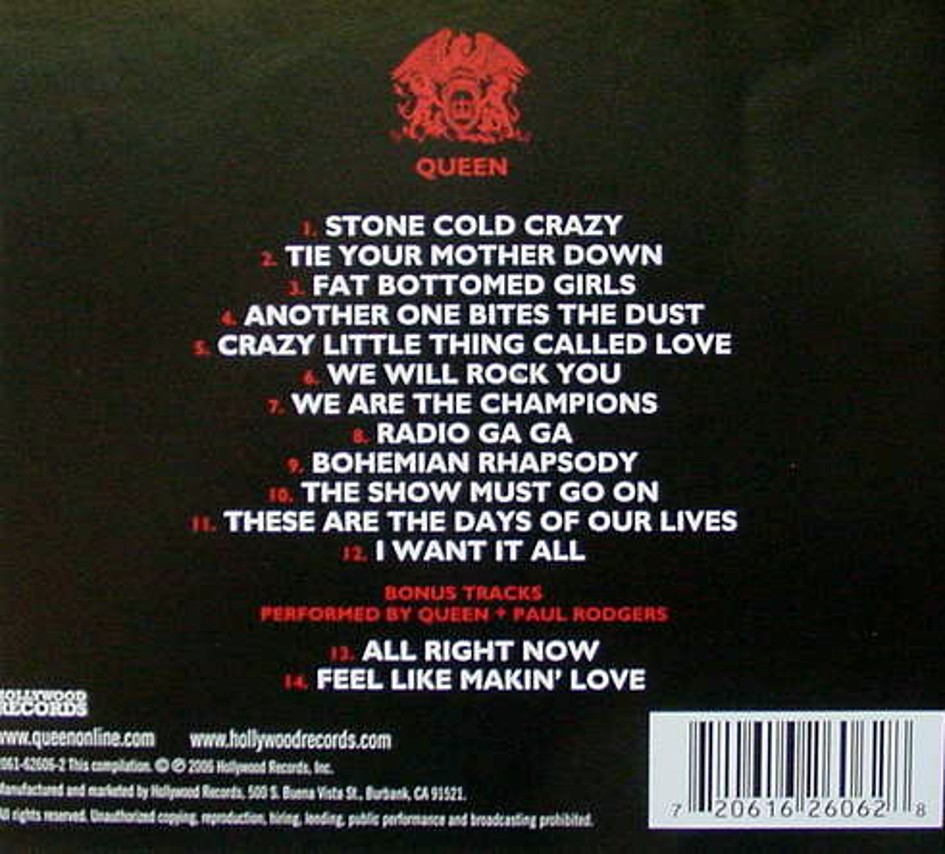 QUEEN
1. STONE COLD CRAZY
2. TIE YOUR MOTHER DOWN
3. FAT BOTTOMED GIRLS
4. ANOTHER ONE BITES THE DUST
5. CRAZY LITTLE THING CALLED LOVE
6. WE WILL ROCK YOU
7. WE ARE THE CHAMPIONS
8. RADIO GA GA
9. BOHEMIAN RHAPSODY
10. THE SHOW MUST GO ON
11. THESE ARE THE DAYS OF OUR LIVES
12. I WANT IT ALL
BONUS TRACKS
PERFORMED BY QUEEN + PAUL RODGERS
13. ALL RIGHT NOW
14. FEEL LIKE MAKIN' LOVE
HOLLYWOOD
RECORDS
www.queenonline.com www.hollywoodrecords.com
2061-62606-2 This compilation. © ℗ 2006 Hollywood Records, Inc.
Manufactured and marketed by Hollywood Records, 500 S. Buena Vista St., Burbank, CA 91521.
All rights reserved. Unauthorized copying, reproduction, hiring, lending, public performance and broadcasting prohibited.
7 20616 26062 8